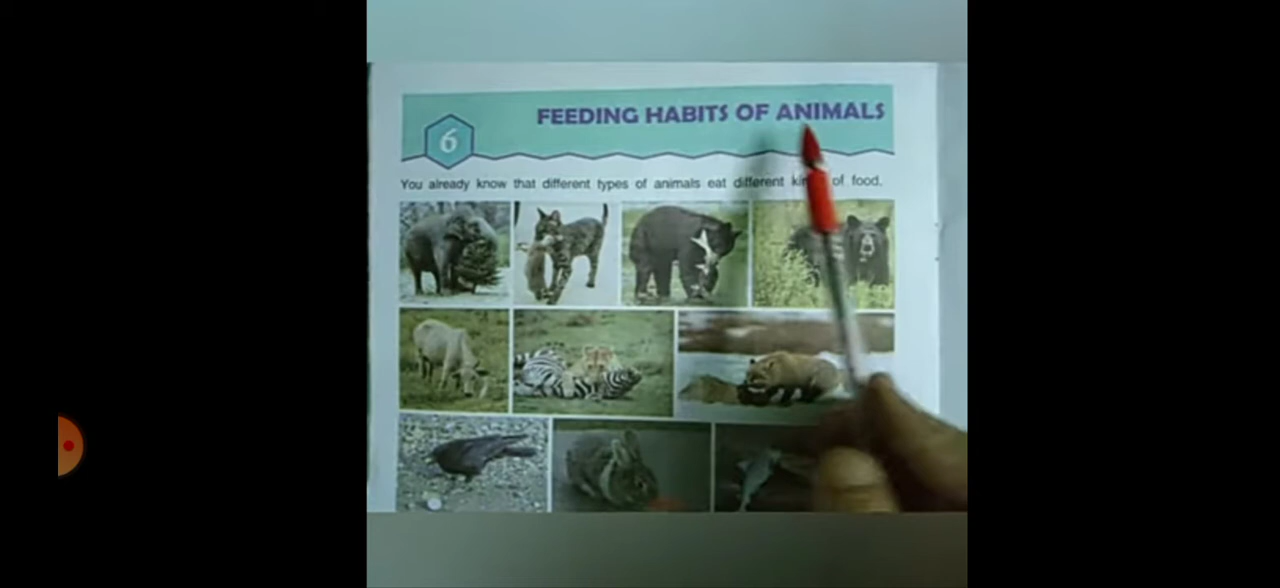 FEEDING HABITS OF ANIMALS
6
You already know that different types of animals eat different of food.